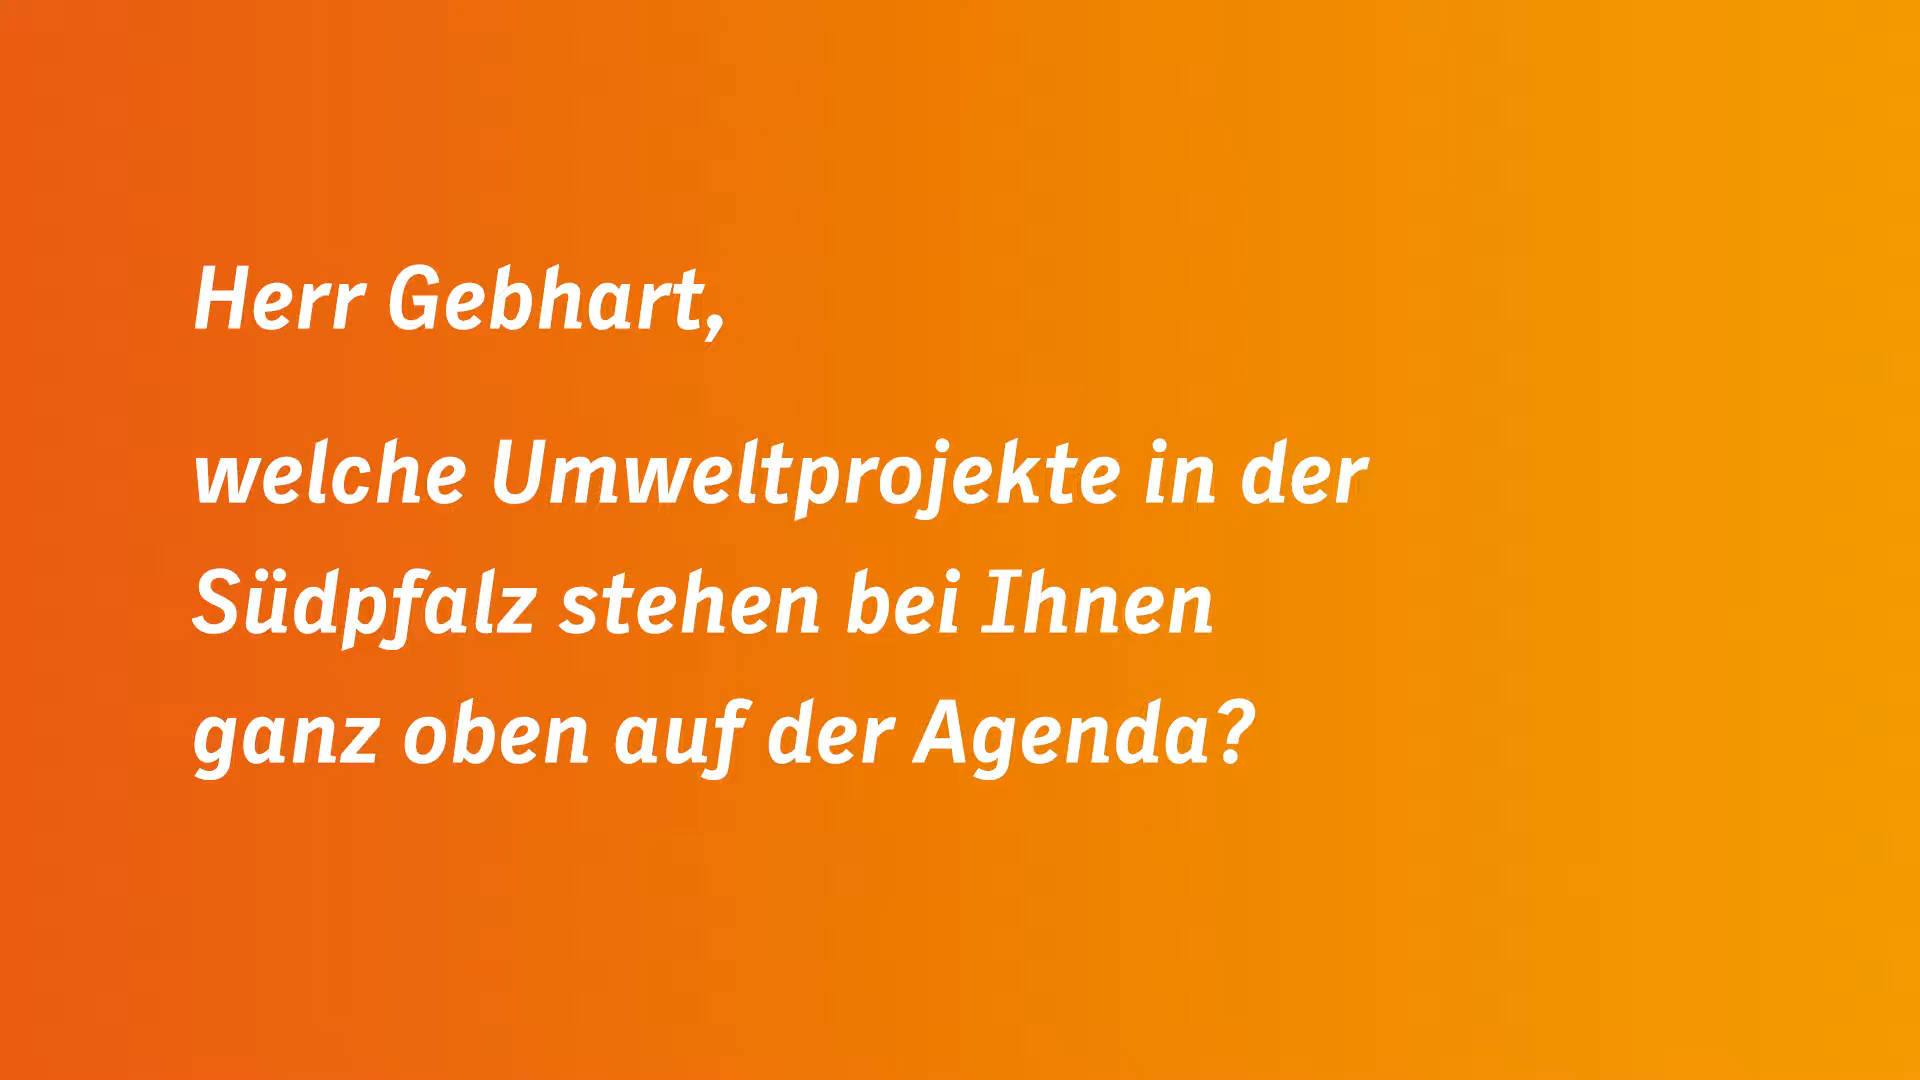 Herr Gebhart,
welche Umweltprojekte in der
Südpfalz stehen bei Ihnen
ganz oben auf der Agenda?